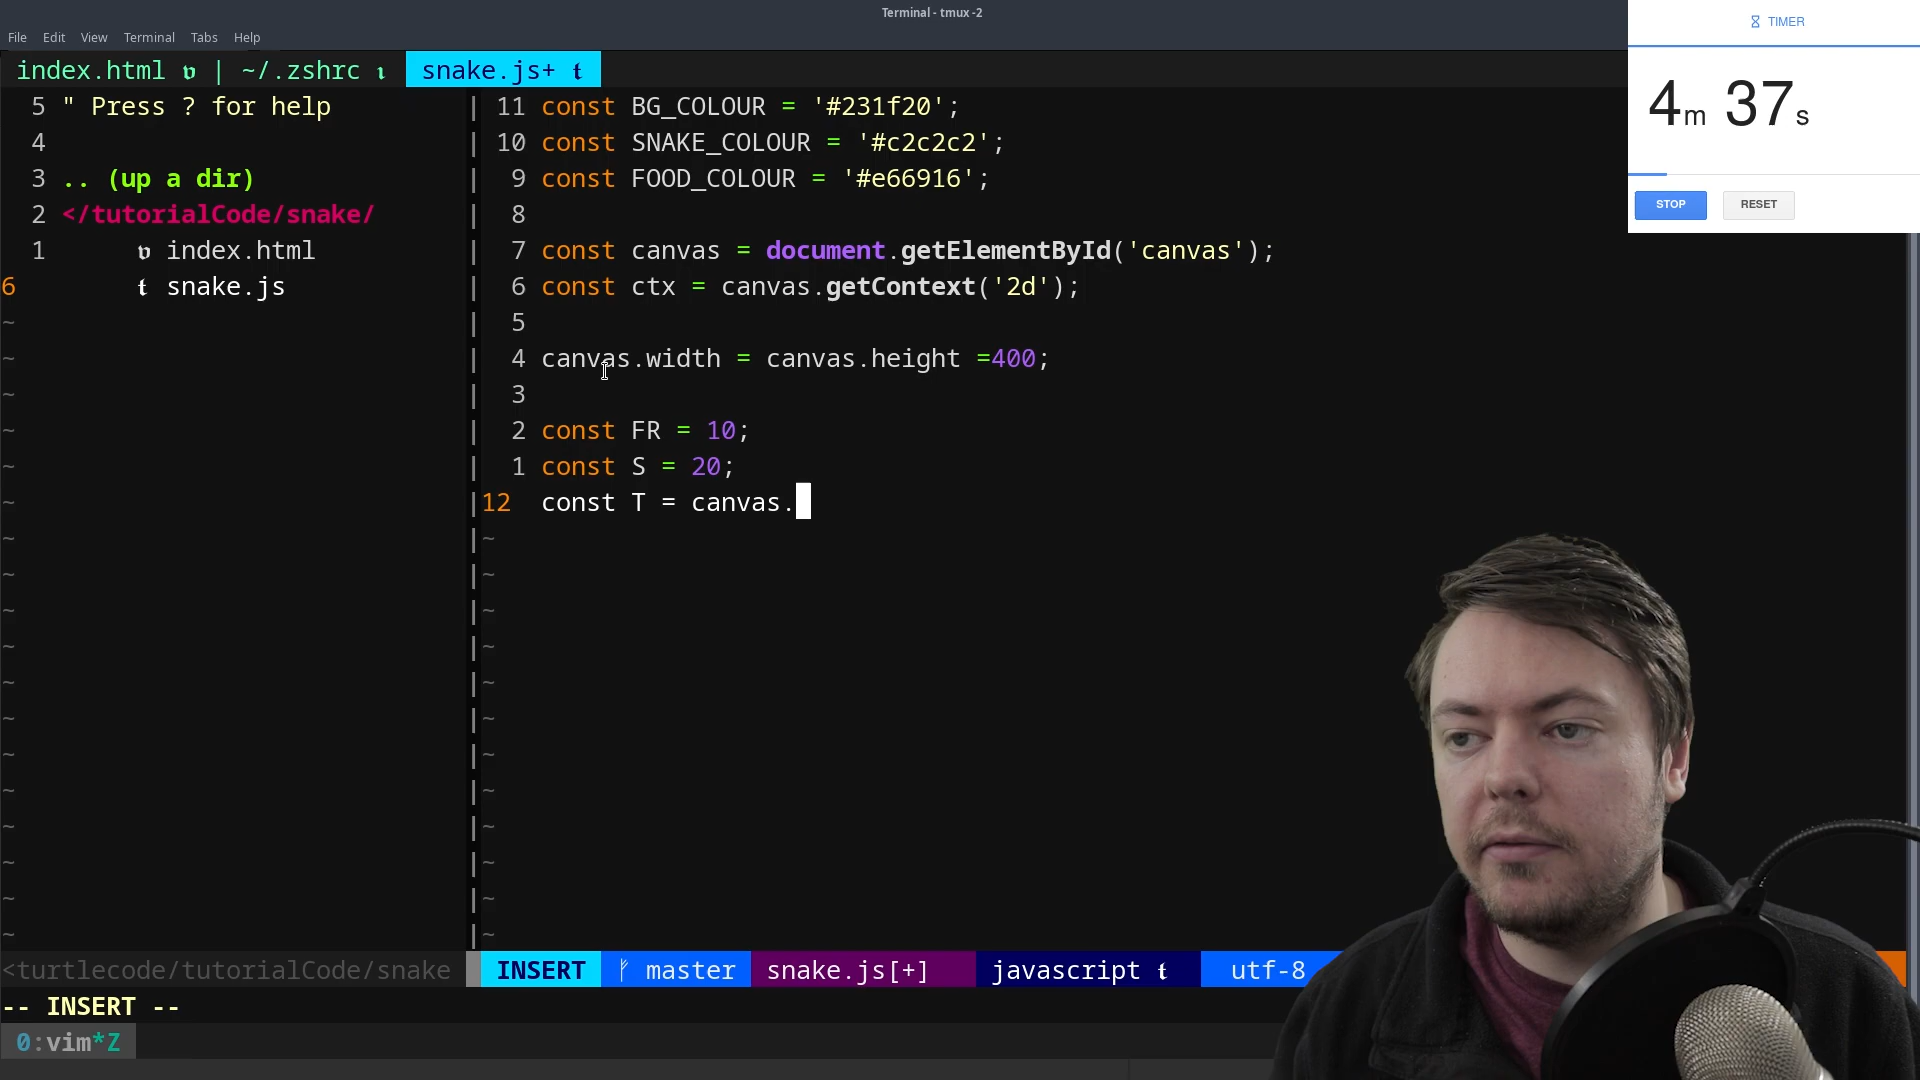 Terminal - tmux -2
File Edit View Terminal Tabs Help
index.html | ~/.zshrc snake.js+
5 " Press ? for help
4
3 .. (up a dir)
2 </tutorialCode/snake/
1 index.html
6 snake.js
11 const BG_COLOUR = '#231f20';
10 const SNAKE_COLOUR = '#c2c2c2';
9 const FOOD_COLOUR = '#e66916';
8
7 const canvas = document.getElementById('canvas');
6 const ctx = canvas.getContext('2d');
5
4 canvas.width = canvas.height =400;
3
2 const FR = 10;
1 const S = 20;
12 const T = canvas.
TIMER
4m 37s
STOP RESET
<turtlecode/tutorialCode/snake INSERT master snake.js[+] javascript utf-8
-- INSERT --
0:vim*Z